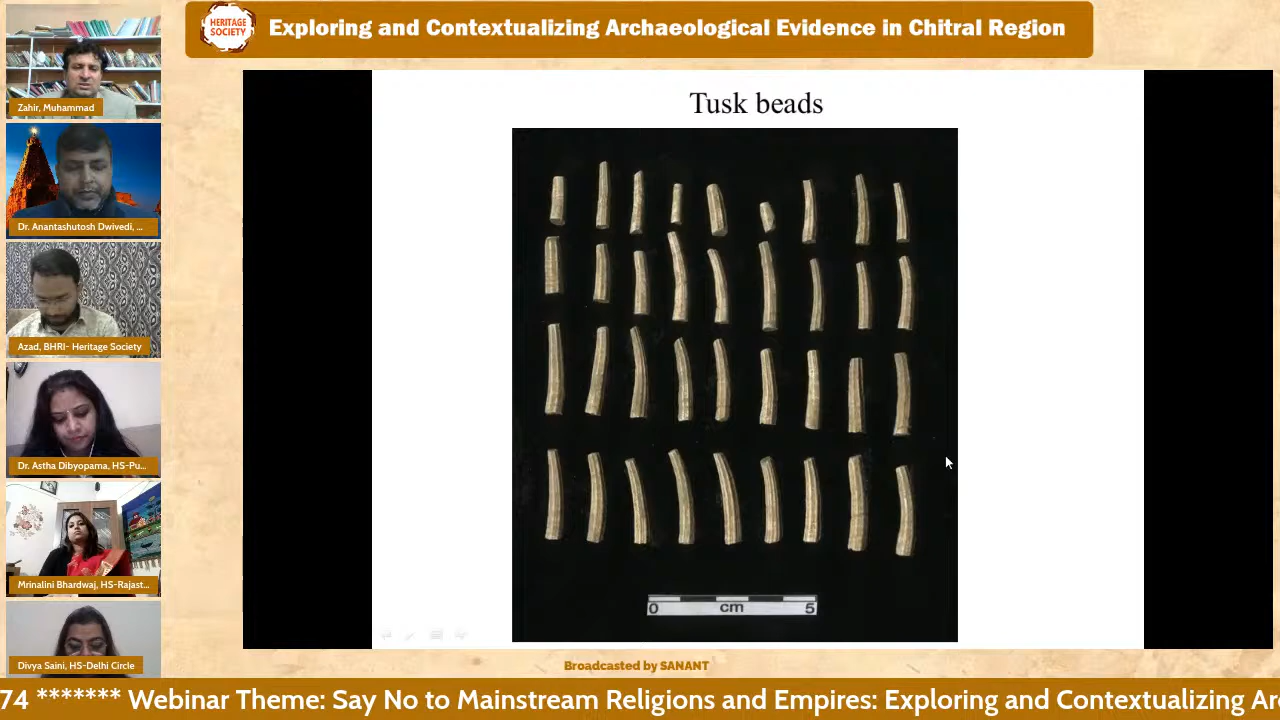 HERITAGE
SOCIETY
Exploring and Contextualizing Archaeological Evidence in Chitral Region
Zahir, Muhammad
Dr. Anantashutosh Dwivedi, ...
Azad, BHRI- Heritage Society
Dr. Astha Dibyopama, HS-Pu...
Mrinalini Bhardwaj, HS-Rajast...
Divya Saini, HS-Delhi Circle
Tusk beads
0 cm 5
Broadcasted by SANANT
74 ******* Webinar Theme: Say No to Mainstream Religions and Empires: Exploring and Contextualizing Ar